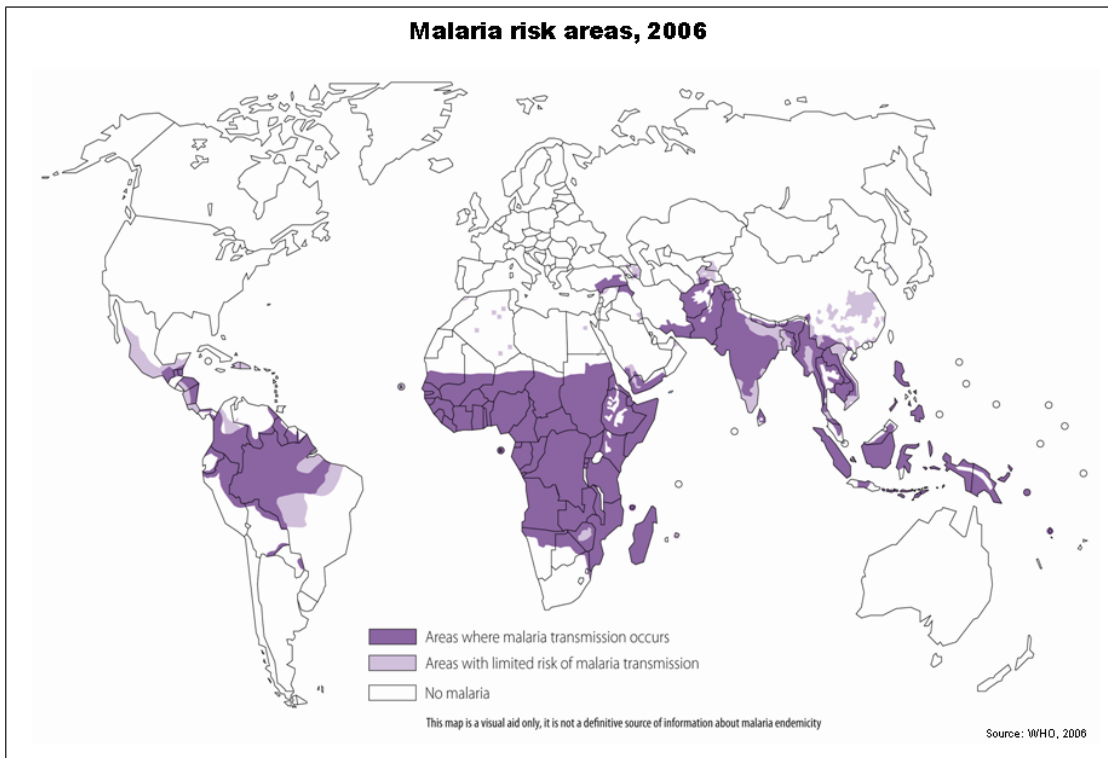 Malaria risk areas, 2006
Areas where malaria transmission occurs
Areas with limited risk of malaria transmission
No malaria
This map is a visual aid only, it is not a definitive source of information about malaria endemicity
Source: WHO, 2006